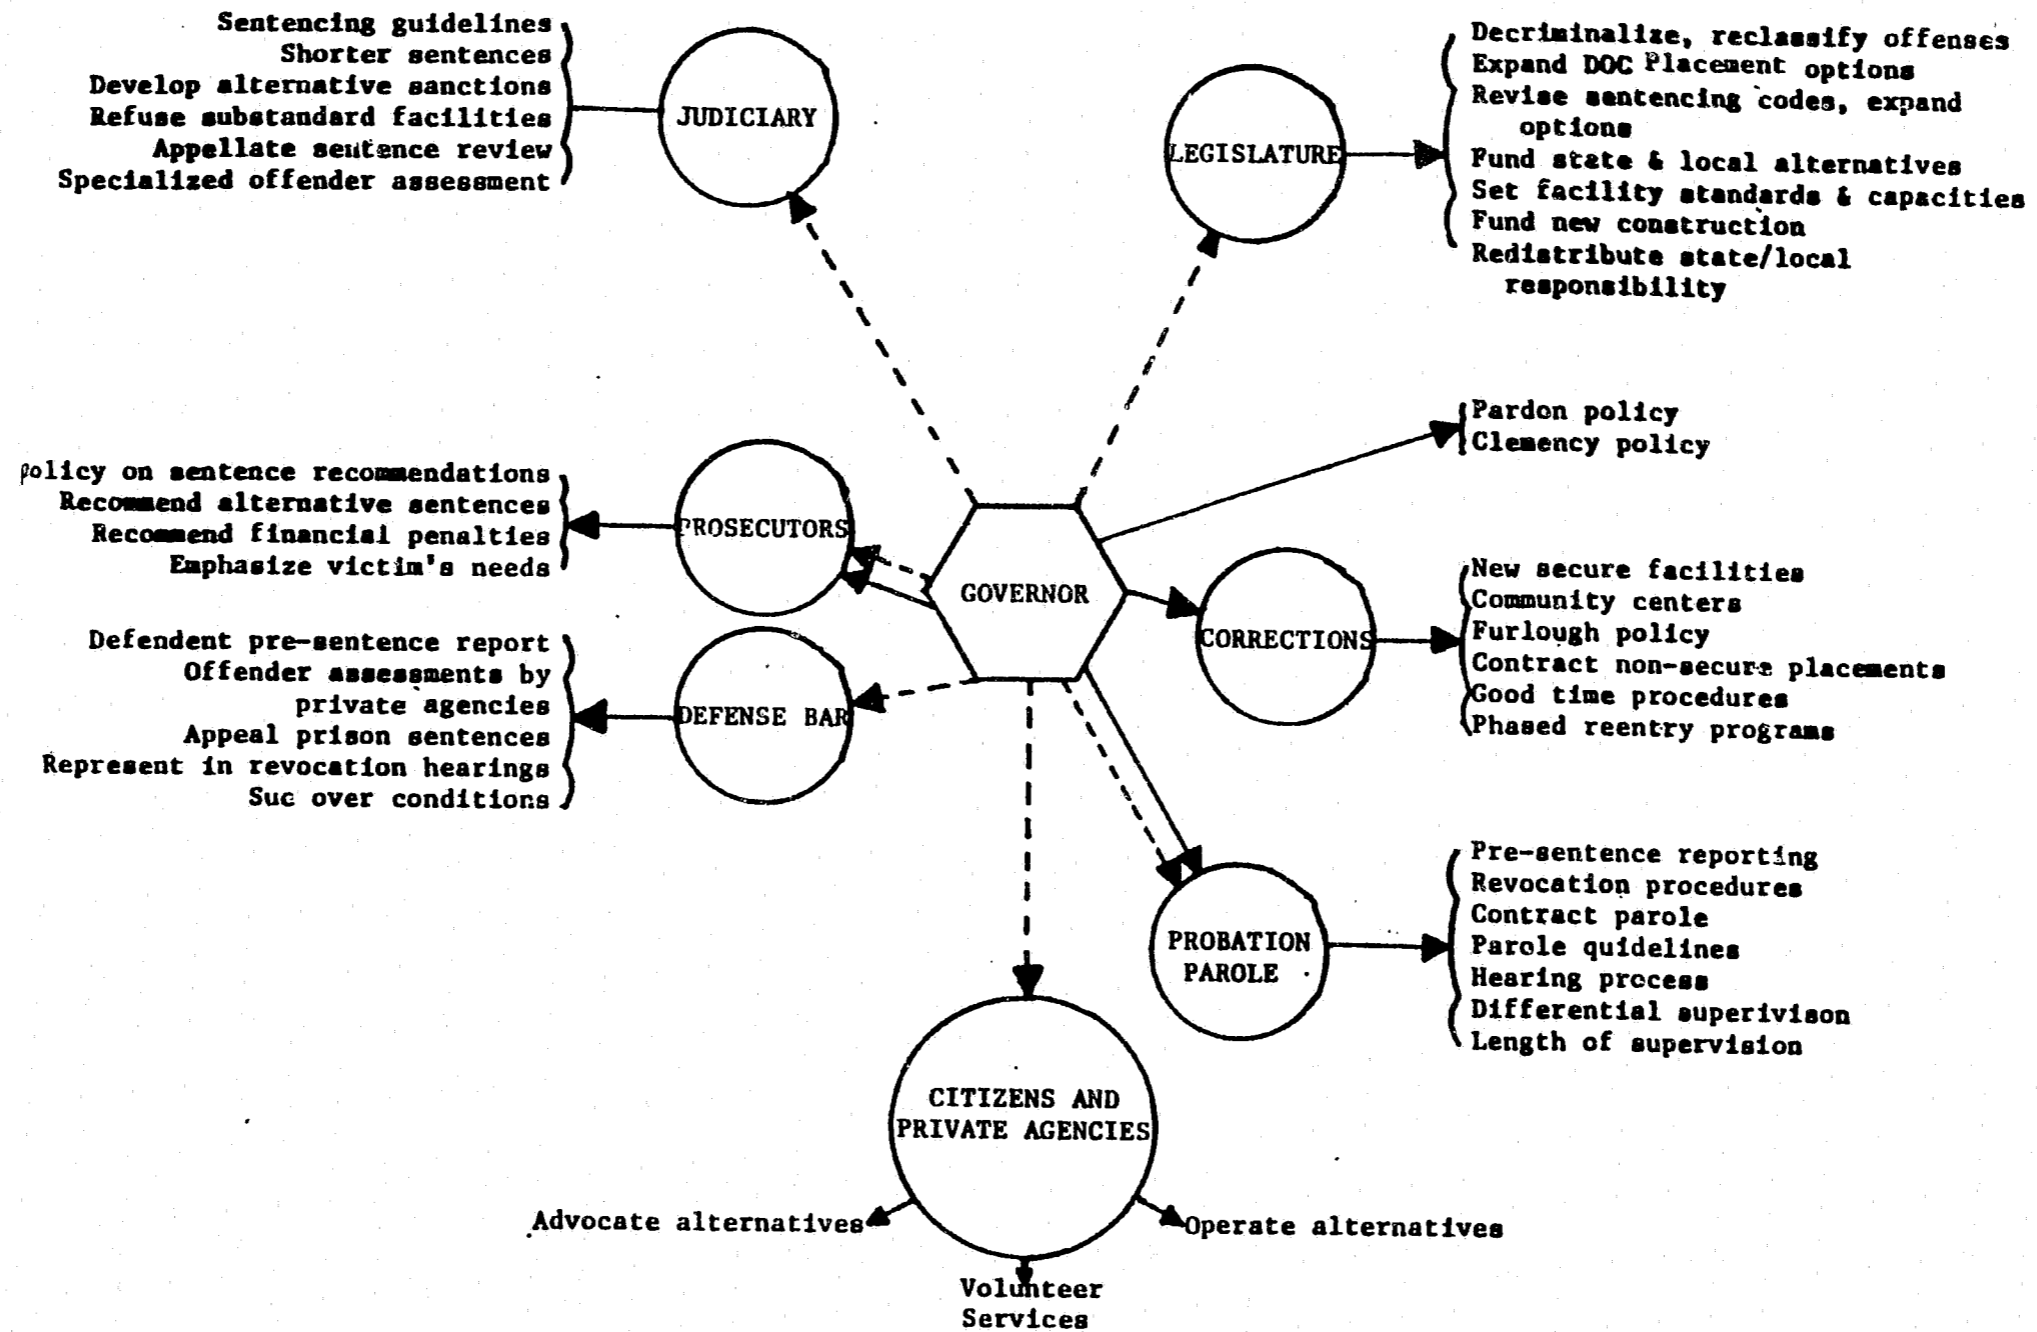 Sentencing guidelines
Shorter sentences
Develop alternative sanctions
Refuse substandard facilities
Appellate sentence review
Specialized offender assessment
JUDICIARY
LEGISLATURE
Decriminalize, reclassify offenses
Expand DOC Placement options
Revise sentencing codes, expand
options
Fund state & local alternatives
Set facility standards & capacities
Fund new construction
Redistribute state/local
responsibility
Pardon policy
Clemency policy
Policy on sentence recommendations
Recommend alternative sentences
Recommend financial penalties
Emphasize victim's needs
PROSECUTORS
GOVERNOR
CORRECTIONS
New secure facilities
Community centers
Furlough policy
Contract non-secure placements
Good time procedures
Phased reentry programs
Defendent pre-sentence report
Offender assessments by
private agencies
Appeal prison sentences
Represent in revocation hearings
Sue over conditions
DEFENSE BAR
PROBATION
PAROLE
Pre-sentence reporting
Revocation procedures
Contract parole
Parole quidelines
Hearing process
Differential superivison
Length of supervision
CITIZENS AND
PRIVATE AGENCIES
Advocate alternatives
Operate alternatives
Volunteer
Services